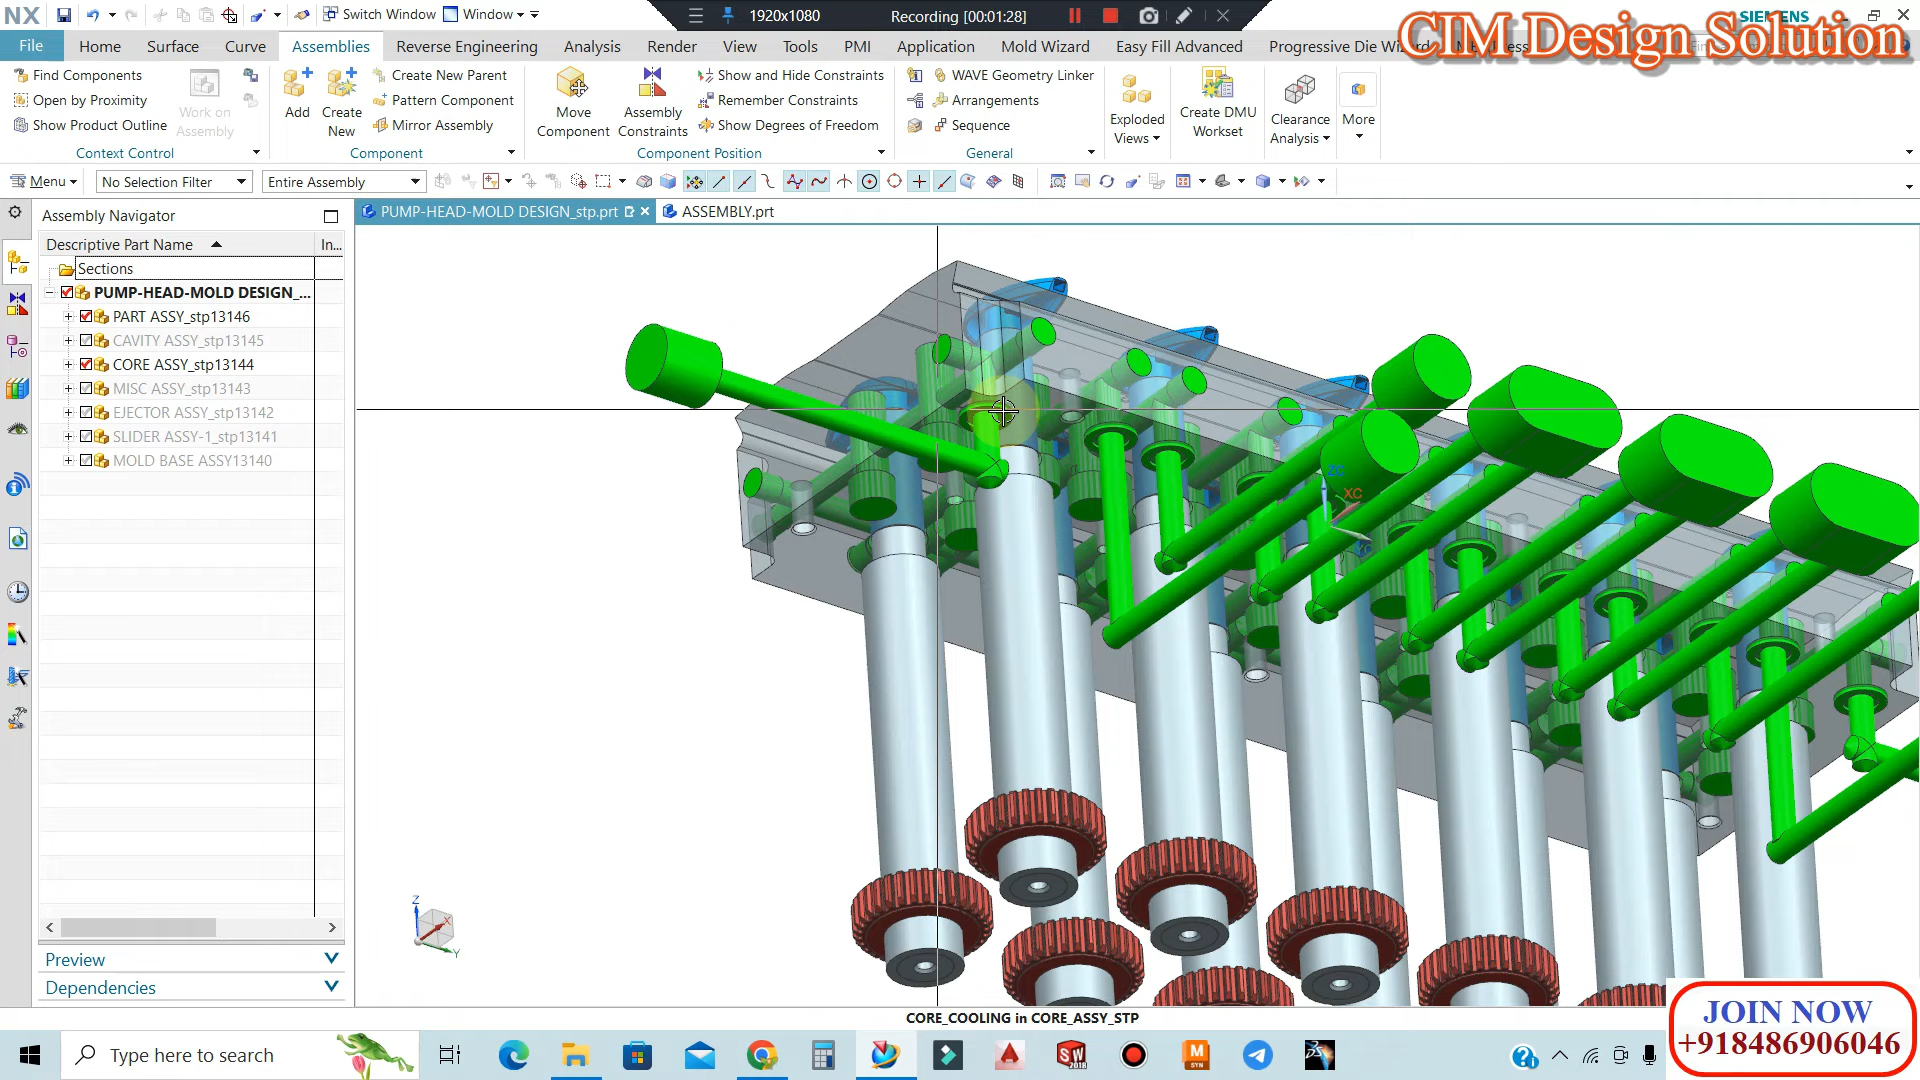 NX
Switch Window
Window
1920x1080
Recording [00:01:28]
SIEMENS
CIM Design Solution
File
Home
Surface
Curve
Assemblies
Reverse Engineering
Analysis
Render
View
Tools
PMI
Application
Mold Wizard
Easy Fill Advanced
Progressive Die Wizard
Find Components
Open by Proximity
Show Product Outline
Work on
Assembly
Context Control
Add
Create
New
Create New Parent
Pattern Component
Mirror Assembly
Component
Move
Component
Assembly
Constraints
Show and Hide Constraints
Remember Constraints
Show Degrees of Freedom
Component Position
WAVE Geometry Linker
Arrangements
Sequence
General
Exploded
Views
Create DMU
Workset
Clearance
Analysis
More
Menu
No Selection Filter
Entire Assembly
Assembly Navigator
PUMP-HEAD-MOLD DESIGN_stp.prt
ASSEMBLY.prt
Descriptive Part Name
In...
Sections
PUMP-HEAD-MOLD DESIGN_...
PART ASSY_stp13146
CAVITY ASSY_stp13145
CORE ASSY_stp13144
MISC ASSY_stp13143
EJECTOR ASSY_stp13142
SLIDER ASSY-1_stp13141
MOLD BASE ASSY13140
ZC
XC
YC
Z
X
Y
Preview
Dependencies
CORE_COOLING in CORE_ASSY_STP
JOIN NOW
+918486906046
Type here to search